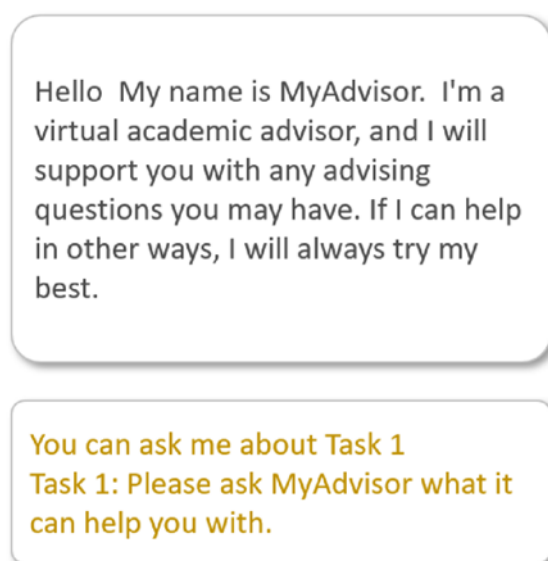 Hello  My name is MyAdvisor.  I'm a
virtual academic advisor, and I will
support you with any advising
questions you may have. If I can help
in other ways, I will always try my
best.
You can ask me about Task 1
Task 1: Please ask MyAdvisor what it
can help you with.